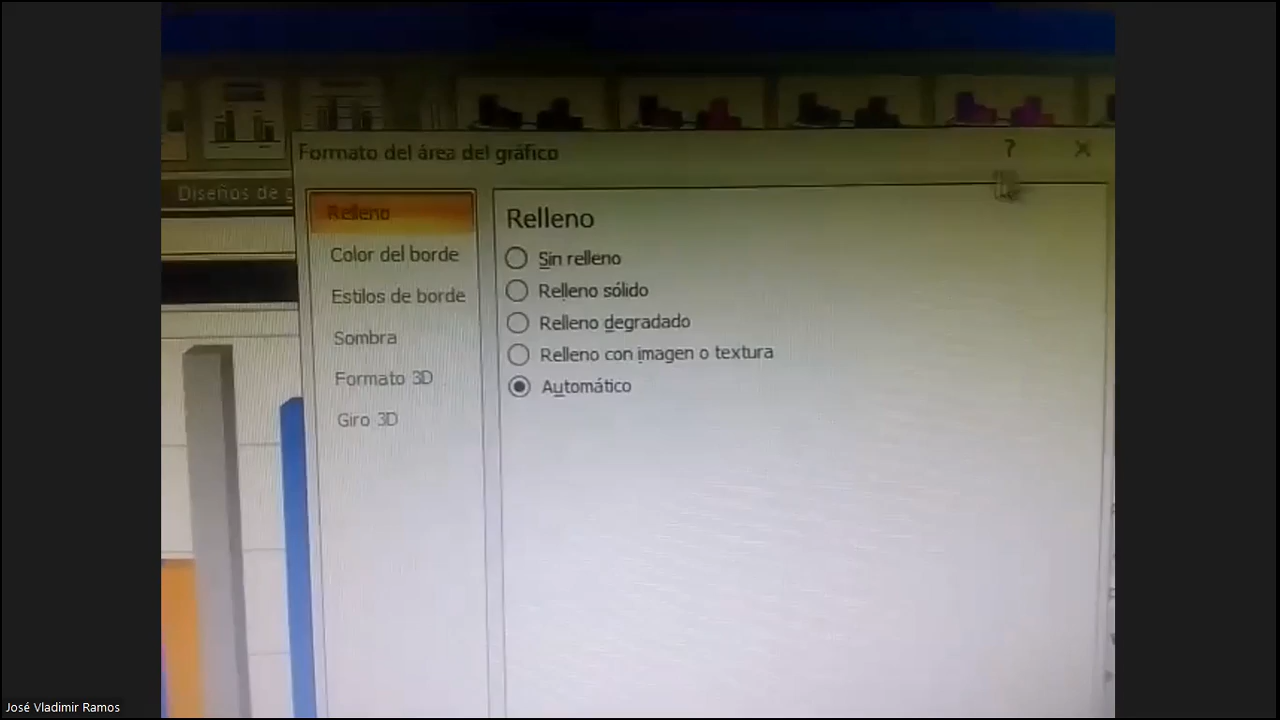 Formato del área del gráfico
?
Diseños de g
Relleno
Color del borde
Estilos de borde
Sombra
Formato 3D
Giro 3D
Relleno
Sin relleno
Relleno sólido
Relleno degradado
Relleno con imagen o textura
Automático
José Vladimir Ramos